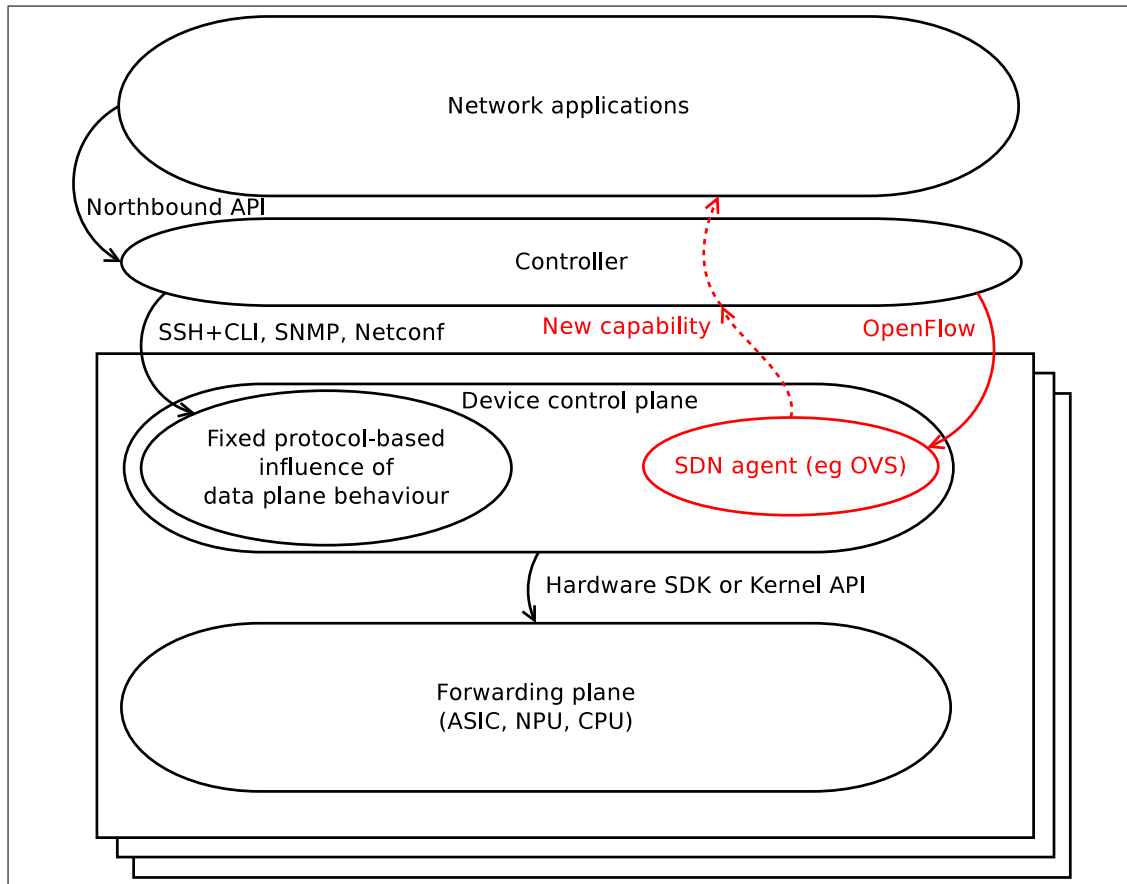 Network applications
Northbound API
Controller
SSH+CLI, SNMP, Netconf
New capability
OpenFlow
Device control plane
Fixed protocol-based
influence of
data plane behaviour
SDN agent (eg OVS)
Hardware SDK or Kernel API
Forwarding plane
(ASIC, NPU, CPU)